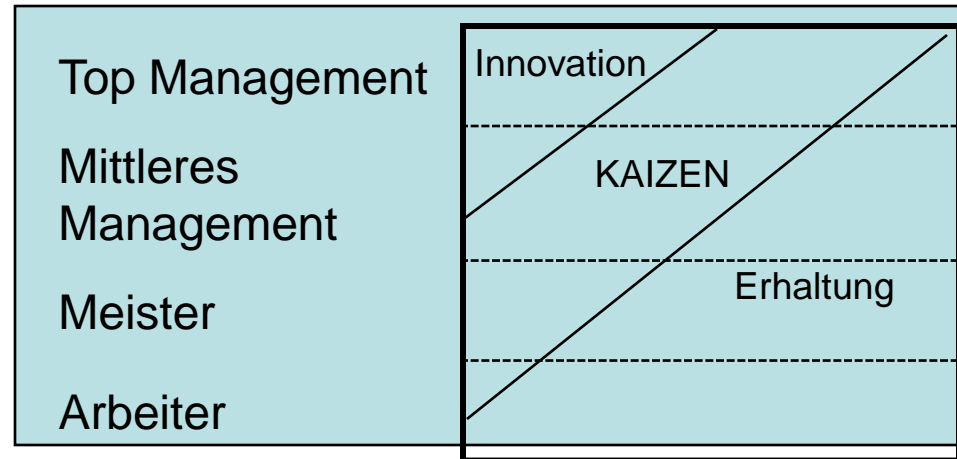 Top Management
Innovation
Mittleres
Management
KAIZEN
Meister
Erhaltung
Arbeiter